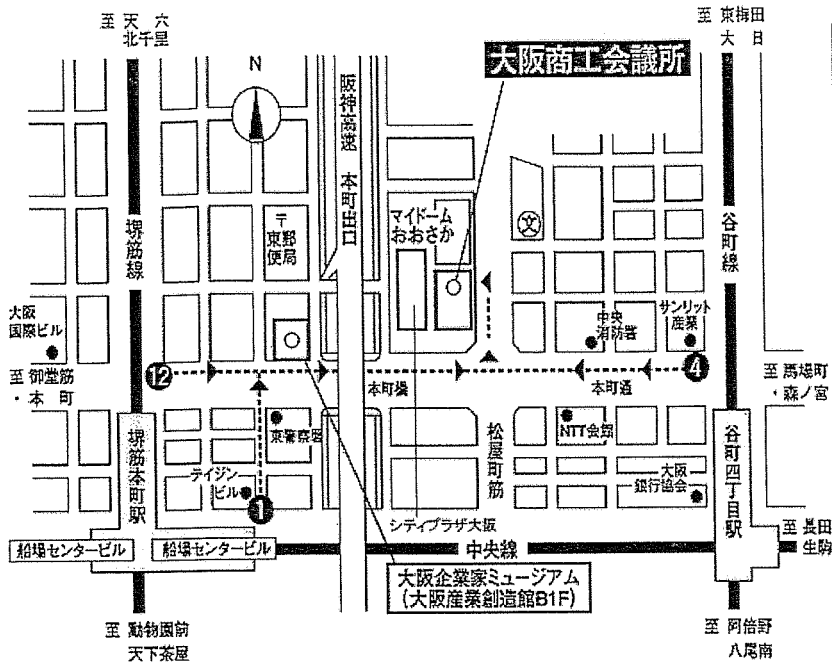 至 天 六
北千里
至 東梅田
大 日
N
大阪商工会議所
阪神高速 本町出口
堺筋線
〒
東郵
便局
マイドーム
おおさか
文
谷町線
大阪
国際ビル
中央
消防署
サンリット
産業
12
4
至 御堂筋
・ 本 町
本町橋
本町通
至 馬場町
・森ノ宮
堺筋本町駅
東警察署
松屋町筋
NTT会館
谷町四丁目駅
テイジン
ビル
1
大阪
銀行協会
シティプラザ大阪
船場センタービル
船場センタービル
中央線
至 長田
生駒
大阪企業家ミュージアム
(大阪産業創造館B1F)
至 動物園前
天下茶屋
至 阿倍野
八尾南